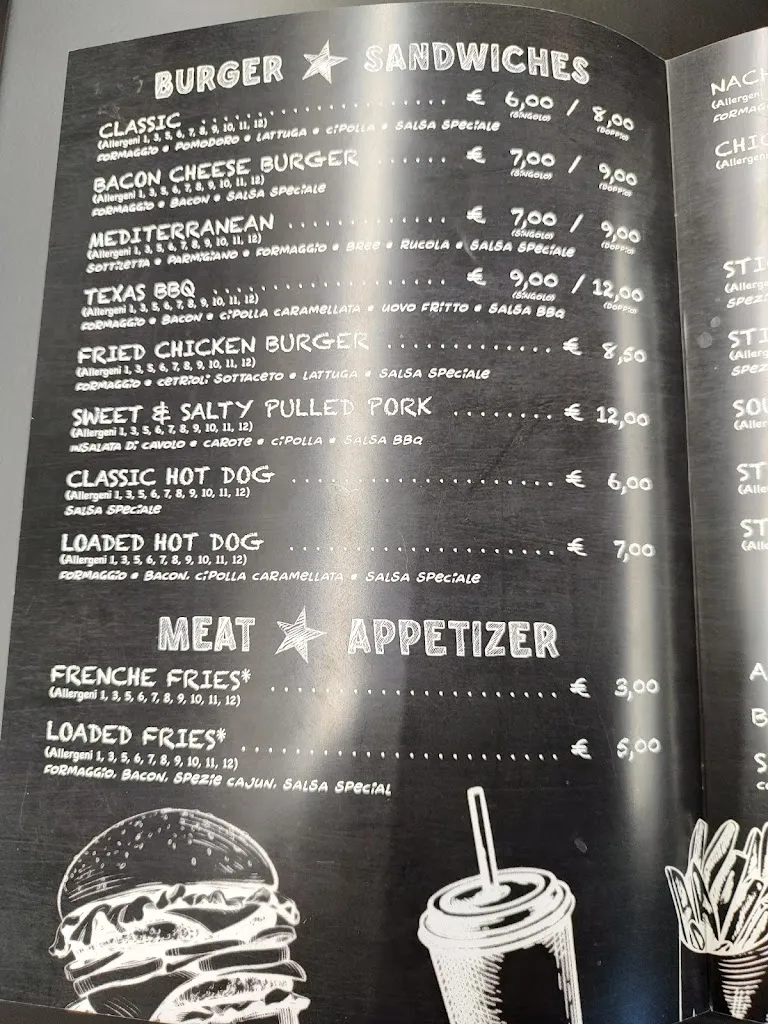 BURGER SANDWICHES
CLASSIC € 6,00 / 8,00
(Allergeni 1, 3, 5, 6, 7, 8, 9, 10, 11, 12) (SINGOLO) (DOPPIO)
FORMAGGIO • POMODORO • LATTUGA • CIPOLLA • SALSA SPECIALE
BACON CHEESE BURGER € 7,00 / 9,00
(Allergeni 1, 3, 5, 6, 7, 8, 9, 10, 11, 12) (SINGOLO) (DOPPIO)
FORMAGGIO • BACON • SALSA SPECIALE
MEDITERRANEAN € 7,00 / 9,00
(Allergeni 1, 3, 5, 6, 7, 8, 9, 10, 11, 12) (SINGOLO) (DOPPIO)
SOTTILETTA • PARMIGIANO • FORMAGGIO • BREE • RUCOLA • SALSA SPECIALE
TEXAS BBQ € 9,00 / 12,00
(Allergeni 1, 3, 5, 6, 7, 8, 9, 10, 11, 12) (SINGOLO) (DOPPIO)
FORMAGGIO • BACON • CIPOLLA CARAMELLATA • UOVO FRITTO • SALSA BBQ
FRIED CHICKEN BURGER € 8,50
(Allergeni 1, 3, 5, 6, 7, 8, 9, 10, 11, 12)
FORMAGGIO • CETRIOLI SOTTACETO • LATTUGA • SALSA SPECIALE
SWEET & SALTY PULLED PORK € 12,00
(Allergeni 1, 3, 5, 6, 7, 8, 9, 10, 11, 12)
INSALATA DI CAVOLO • CAROTE • CIPOLLA • SALSA BBQ
CLASSIC HOT DOG € 6,00
(Allergeni 1, 3, 5, 6, 7, 8, 9, 10, 11, 12)
SALSA SPECIALE
LOADED HOT DOG € 7,00
(Allergeni 1, 3, 5, 6, 7, 8, 9, 10, 11, 12)
FORMAGGIO • BACON, CIPOLLA CARAMELLATA • SALSA SPECIALE
MEAT APPETIZER
FRENCHE FRIES* € 3,00
(Allergeni 1, 3, 5, 6, 7, 8, 9, 10, 11, 12)
LOADED FRIES* € 5,00
(Allergeni 1, 3, 5, 6, 7, 8, 9, 10, 11, 12)
FORMAGGIO, BACON, SPEZIE CAJUN, SALSA SPECIAL